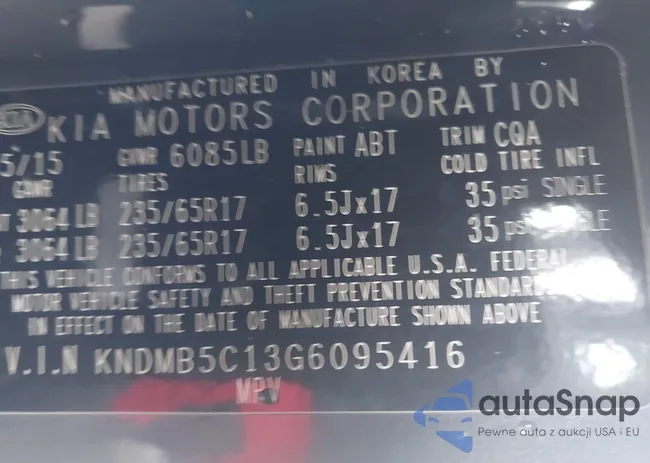 MANUFACTURED IN KOREA BY
KIA KIA MOTORS CORPORATION
5/15 GVWR 6085LB PAINT ABT TRIM CQA
GAWR TIRES RIMS COLD TIRE INFL
3064 LB 235/65R17 6.5Jx17 35 psi SINGLE
3064 LB 235/65R17 6.5Jx17 35
THIS VEHICLE CONFORMS TO ALL APPLICABLE U.S.A. FEDERAL
MOTOR VEHICLE SAFETY AND THEFT PREVENTION
IN EFFECT ON THE DATE OF MANUFACTURE SHOWN ABOVE
V.I.N KNDMB5C13G6095416
MPV
autaSnap
Pewne auto z aukcji USA i EU